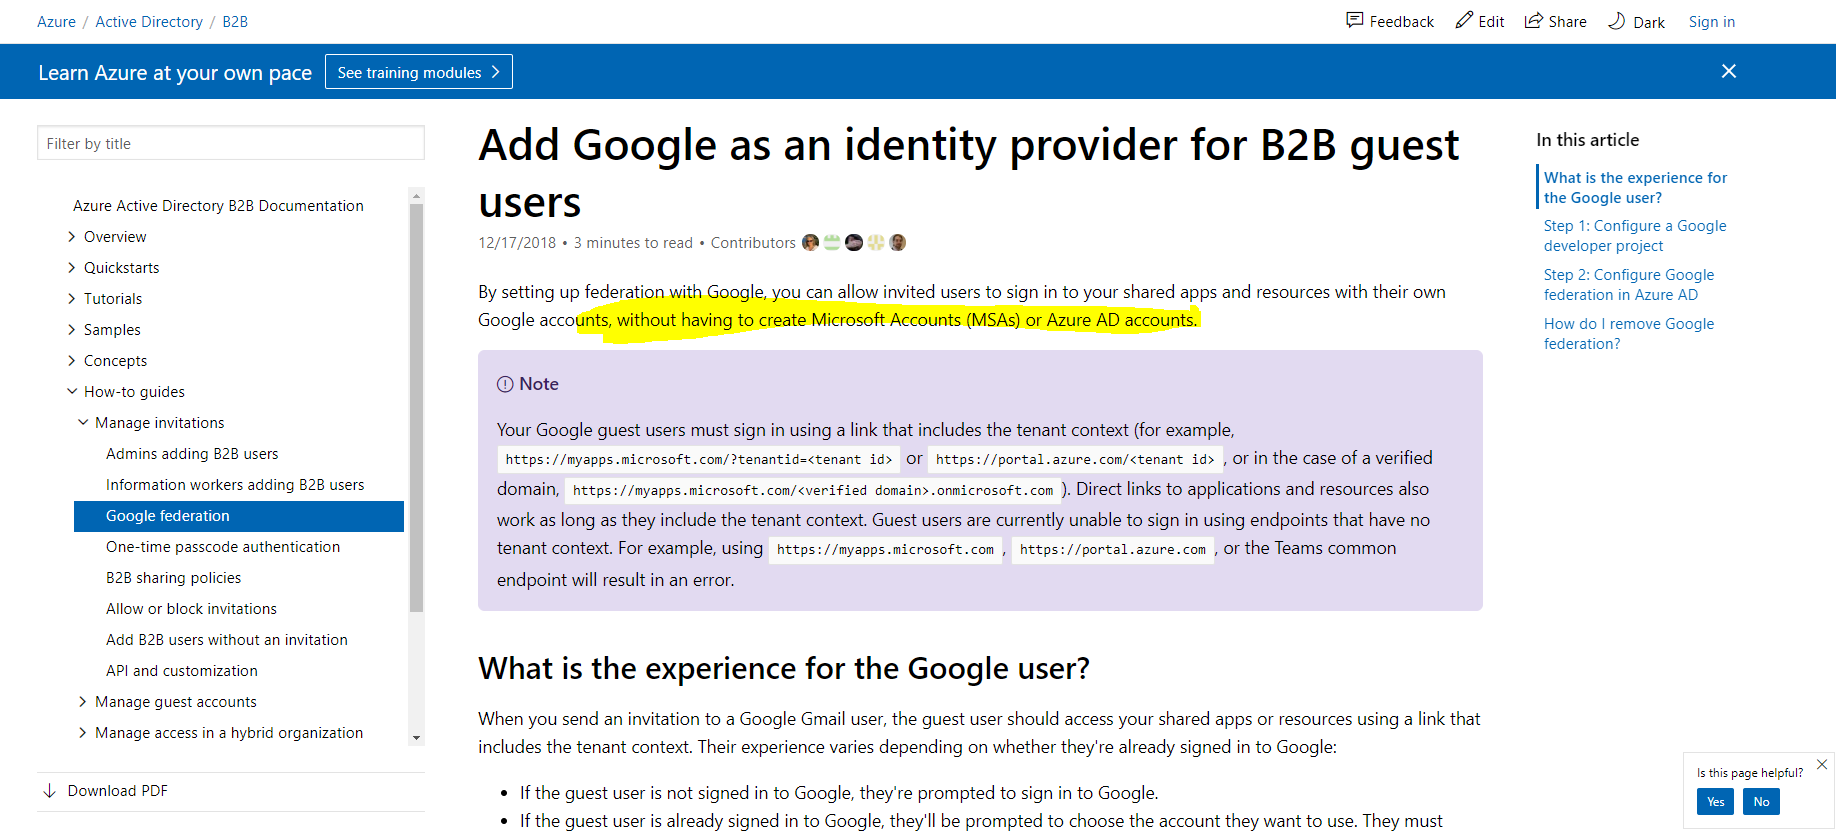 Azure / Active Directory / B2B
Feedback Edit Share Dark Sign in
Learn Azure at your own pace See training modules
Filter by title
Azure Active Directory B2B Documentation
Overview
Quickstarts
Tutorials
Samples
Concepts
How-to guides
Manage invitations
Admins adding B2B users
Information workers adding B2B users
Google federation
One-time passcode authentication
B2B sharing policies
Allow or block invitations
Add B2B users without an invitation
API and customization
Manage guest accounts
Manage access in a hybrid organization
Download PDF
Add Google as an identity provider for B2B guest
users
12/17/2018 • 3 minutes to read • Contributors
By setting up federation with Google, you can allow invited users to sign in to your shared apps and resources with their own
Google accounts, without having to create Microsoft Accounts (MSAs) or Azure AD accounts.
Note
Your Google guest users must sign in using a link that includes the tenant context (for example,
https://myapps.microsoft.com/?tenantid=<tenant id> or https://portal.azure.com/<tenant id> , or in the case of a verified
domain, https://myapps.microsoft.com/<verified domain>.onmicrosoft.com ). Direct links to applications and resources also
work as long as they include the tenant context. Guest users are currently unable to sign in using endpoints that have no
tenant context. For example, using https://myapps.microsoft.com , https://portal.azure.com , or the Teams common
endpoint will result in an error.
What is the experience for the Google user?
When you send an invitation to a Google Gmail user, the guest user should access your shared apps or resources using a link that
includes the tenant context. Their experience varies depending on whether they're already signed in to Google:
• If the guest user is not signed in to Google, they're prompted to sign in to Google.
• If the guest user is already signed in to Google, they'll be prompted to choose the account they want to use. They must
In this article
What is the experience for
the Google user?
Step 1: Configure a Google
developer project
Step 2: Configure Google
federation in Azure AD
How do I remove Google
federation?
Is this page helpful?
Yes No